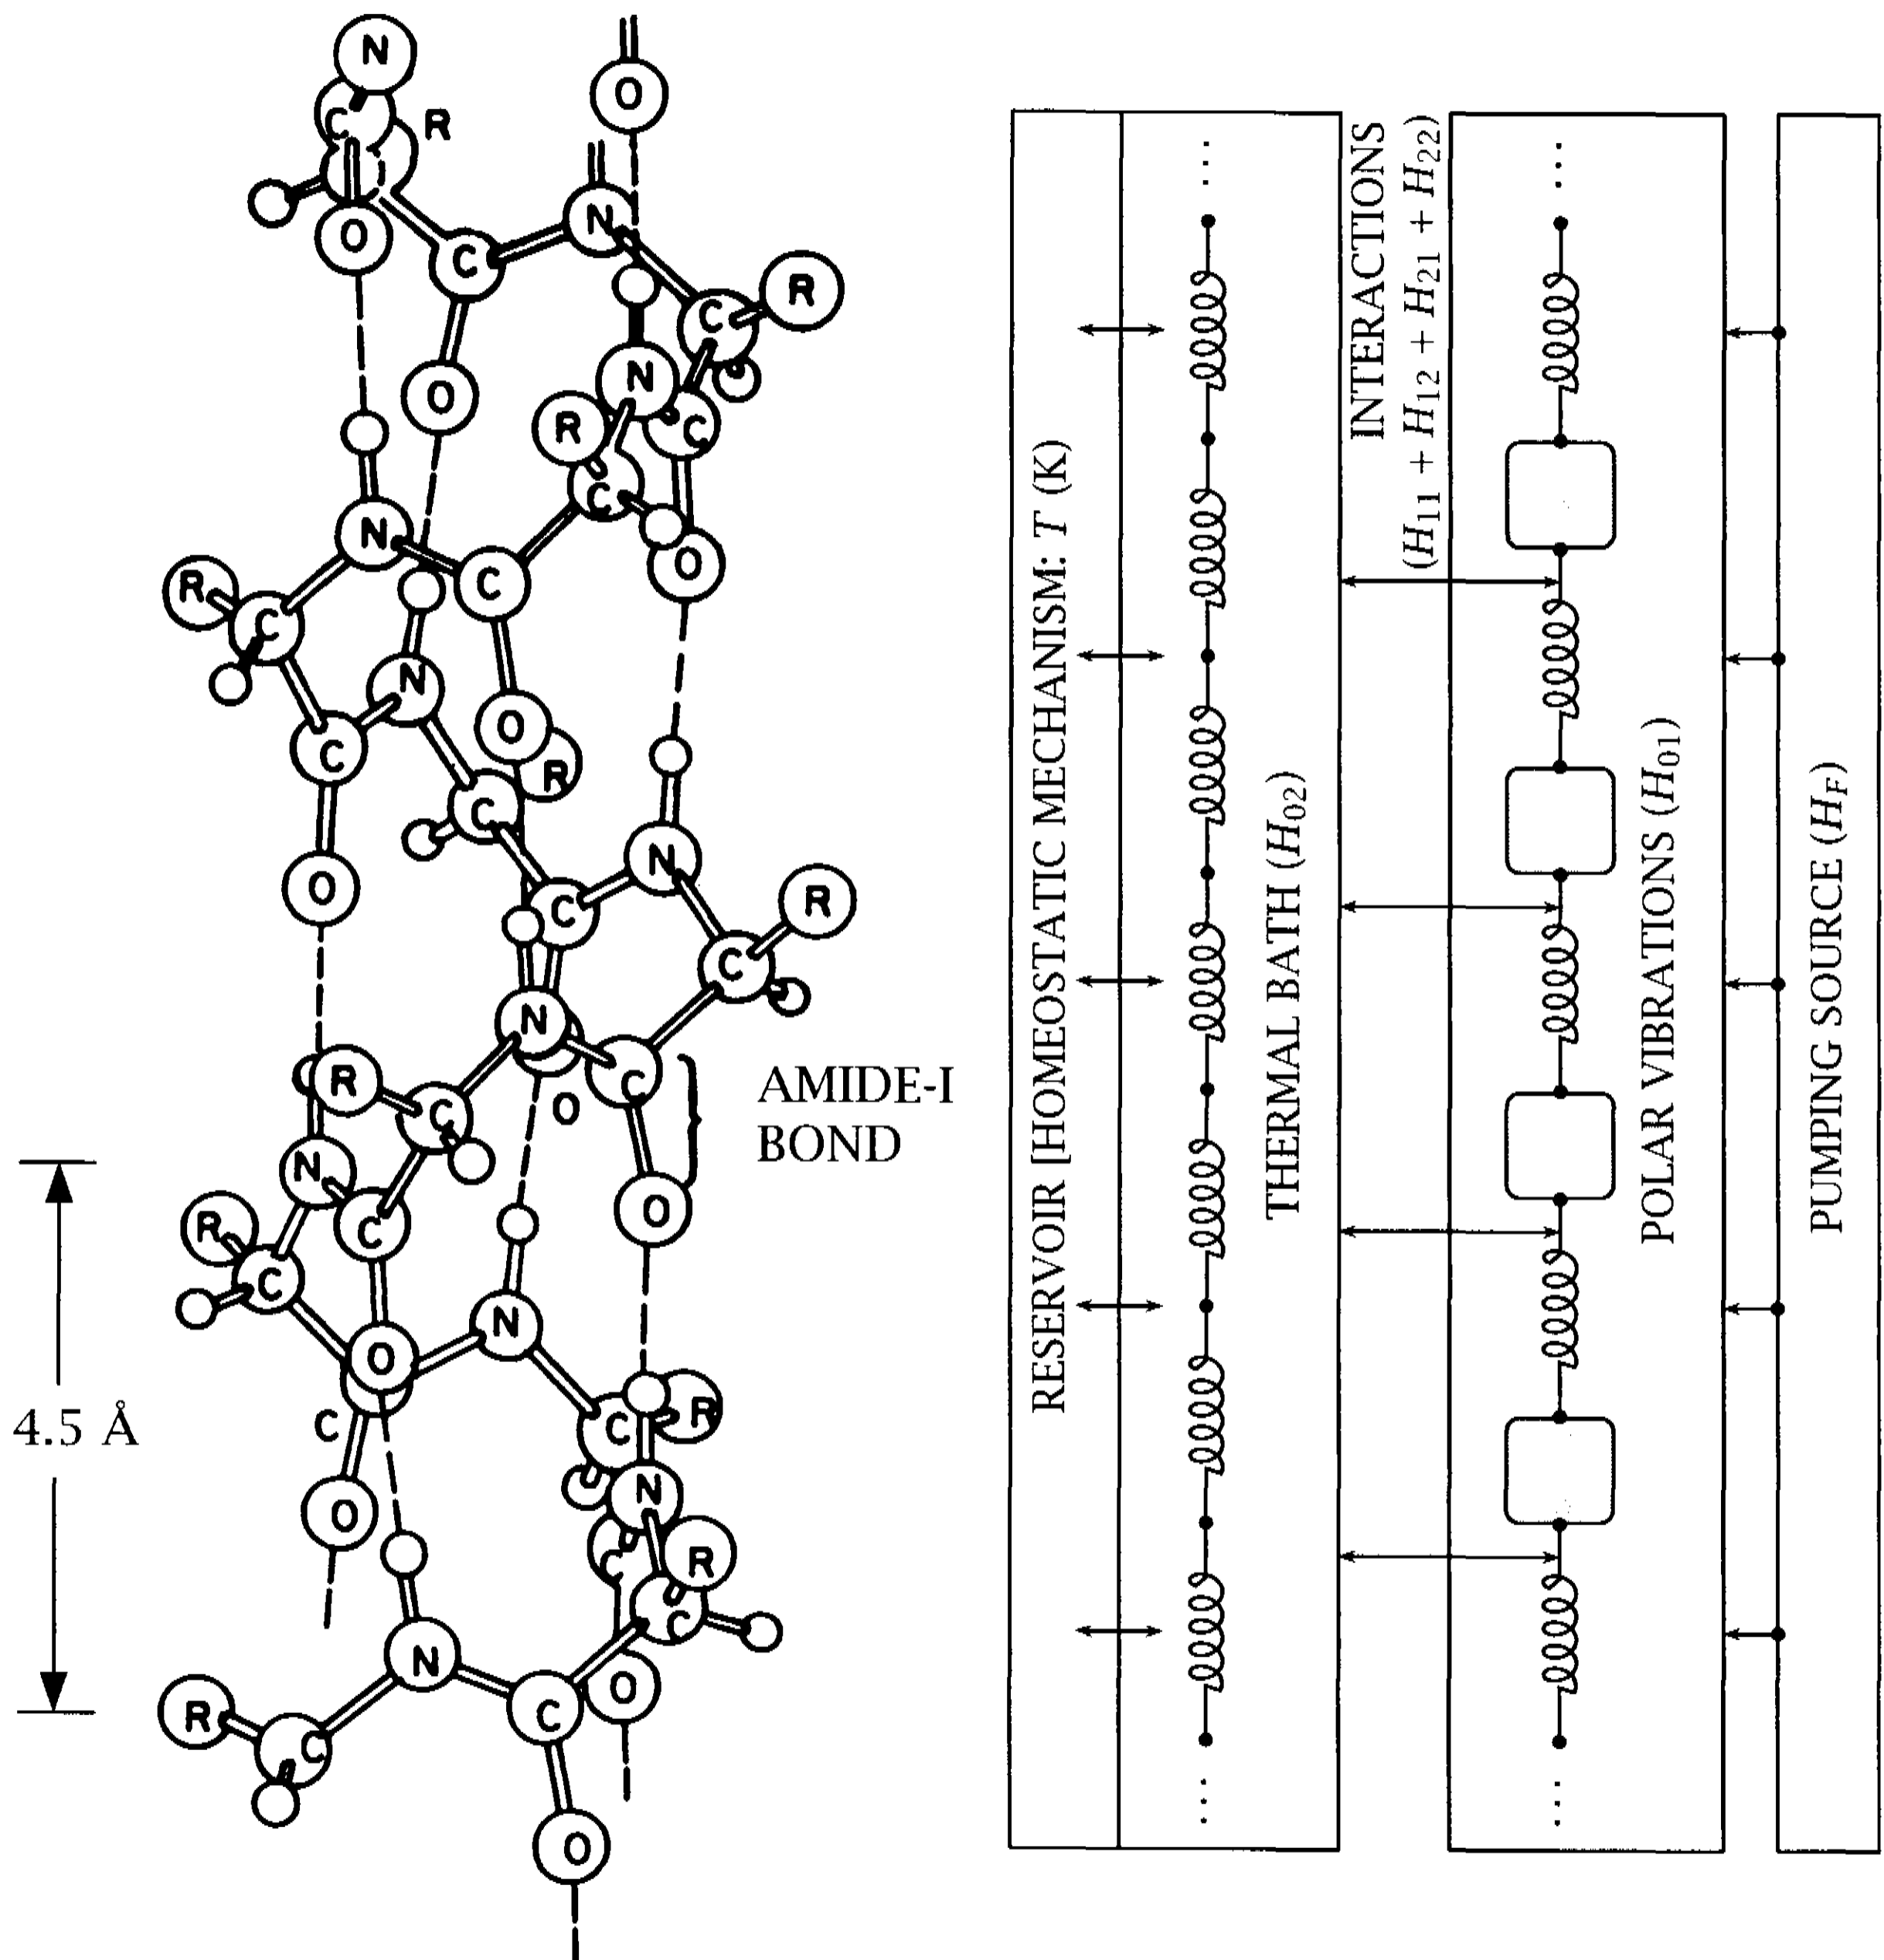 N
O
C
R
O
N
C
R
C
O
N
R
C
C
N
C
O
R
C
N
C
O
R
C
N
C
O
N
R
C
C
O
N
R
C
N
C
O
R
C
AMIDE-I
BOND
N
C
O
R
C
N
O
C
R
4.5 Å
C
N
O
R
C
N
C
O
R
C
O
RESERVOIR [HOMEOSTATIC MECHANISM: T (K)
THERMAL BATH (H02)
INTERACTIONS
(H11 + H12 + H21 + H22)
POLAR VIBRATIONS (H01)
PUMPING SOURCE (HF)
...
...
...
...